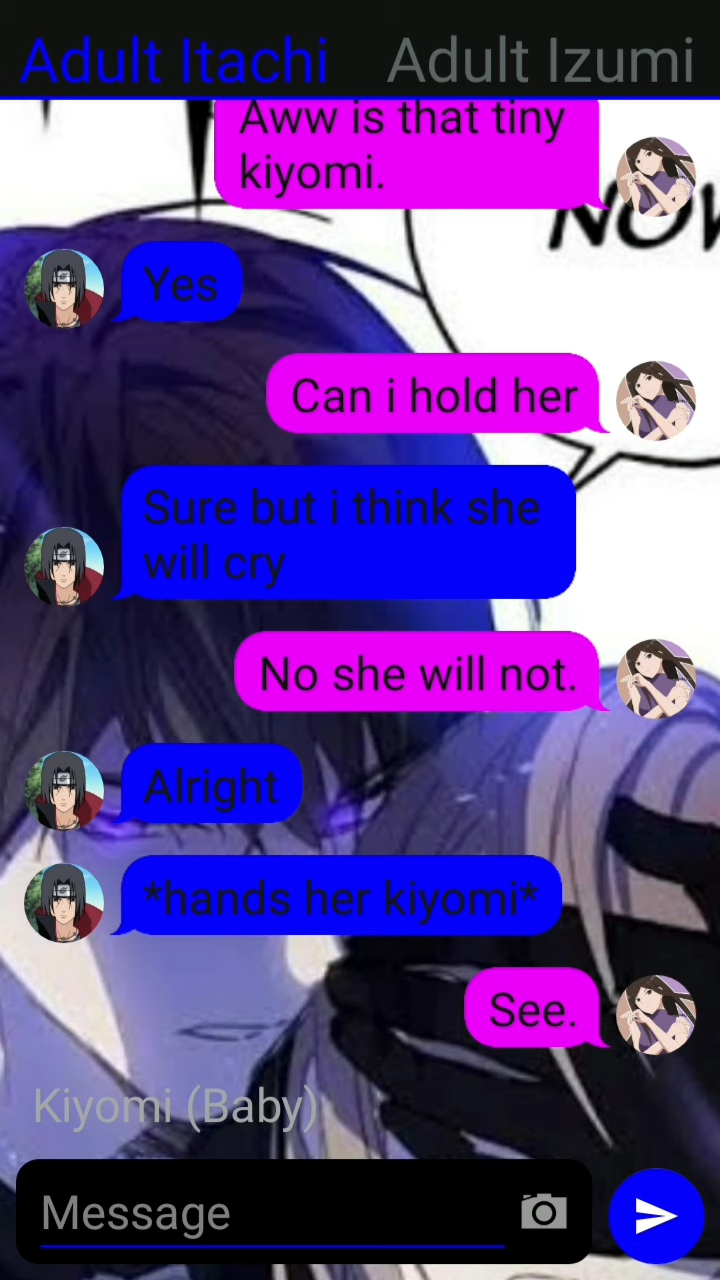 Adult Itachi Adult Izumi
Aww is that tiny
kiyomi.
Yes
Can i hold her
Sure but i think she
will cry
No she will not.
Alright
*hands her kiyomi*
See.
Kiyomi (Baby)
Message